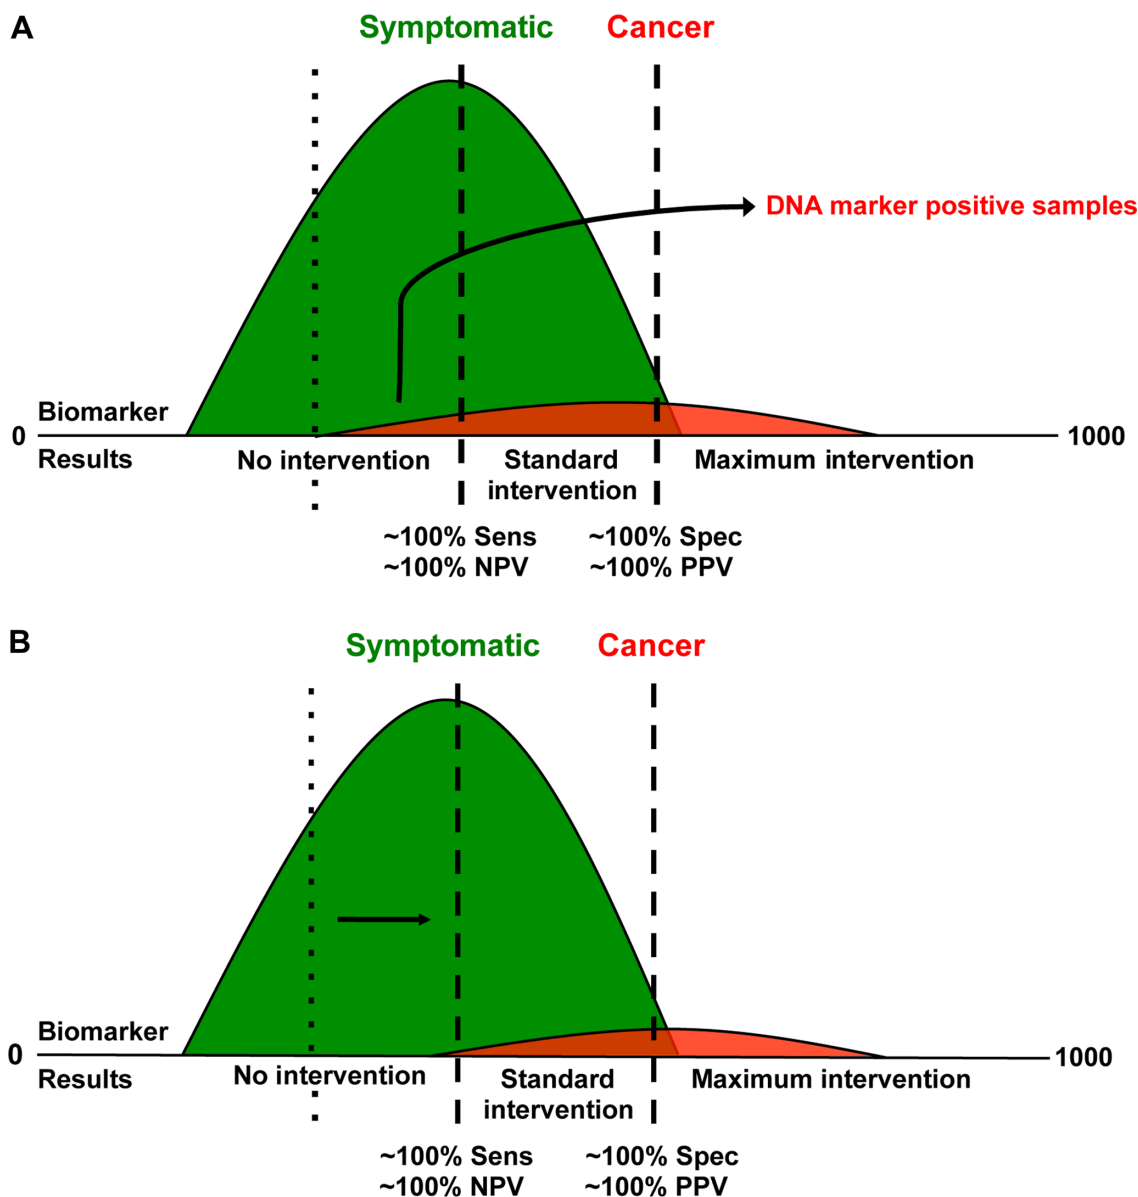 A
Symptomatic Cancer
DNA marker positive samples
Biomarker
0 1000
Results No intervention Standard Maximum intervention
intervention
~100% Sens ~100% Spec
~100% NPV ~100% PPV
B
Symptomatic Cancer
Biomarker
0 1000
Results No intervention Standard Maximum intervention
intervention
~100% Sens ~100% Spec
~100% NPV ~100% PPV